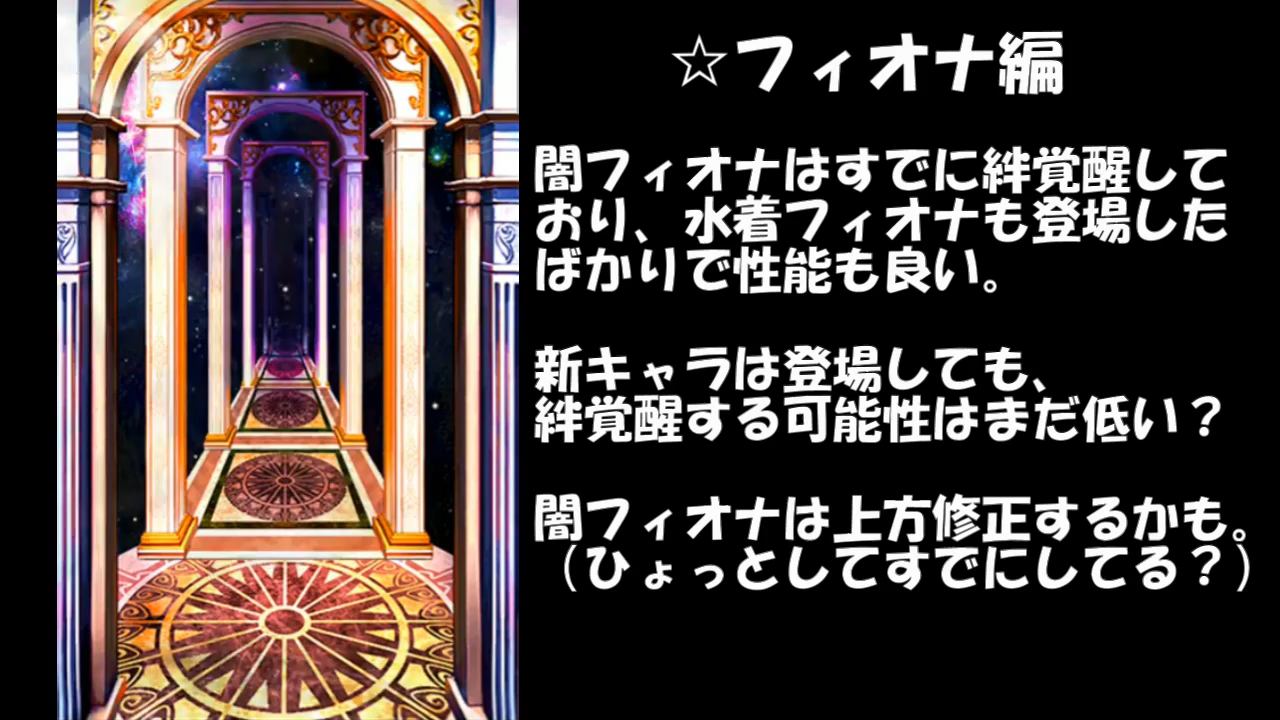 ☆フィオナ編
闇フィオナはすでに絆覚醒して
おり、水着フィオナも登場した
ばかりで性能も良い。
新キャラは登場しても、
絆覚醒する可能性はまだ低い？
闇フィオナは上方修正するかも。
（ひょっとしてすでにしてる？）